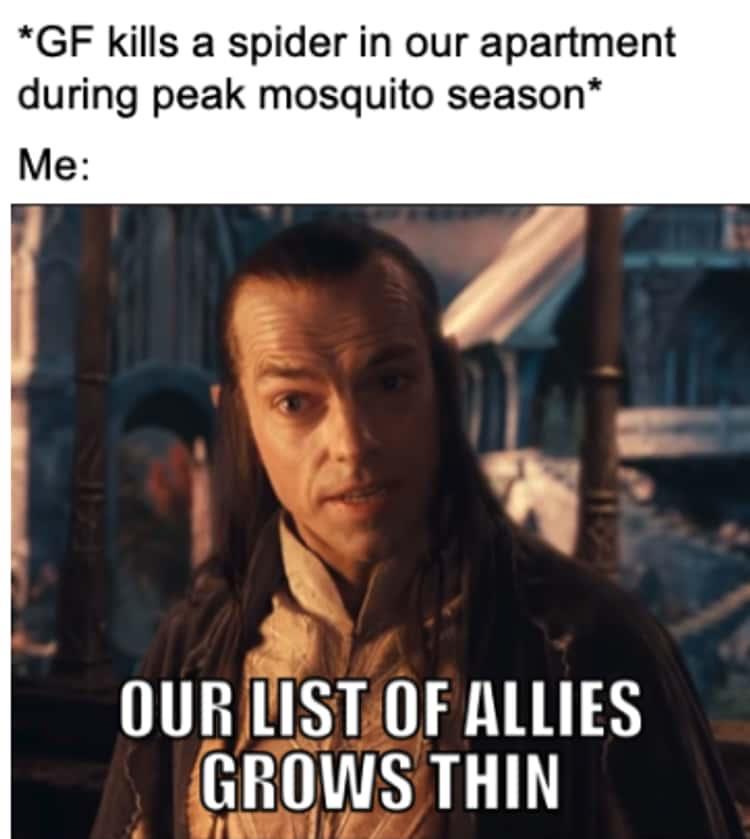 *GF kills a spider in our apartment
during peak mosquito season*
Me:
OUR LIST OF ALLIES
GROWS THIN